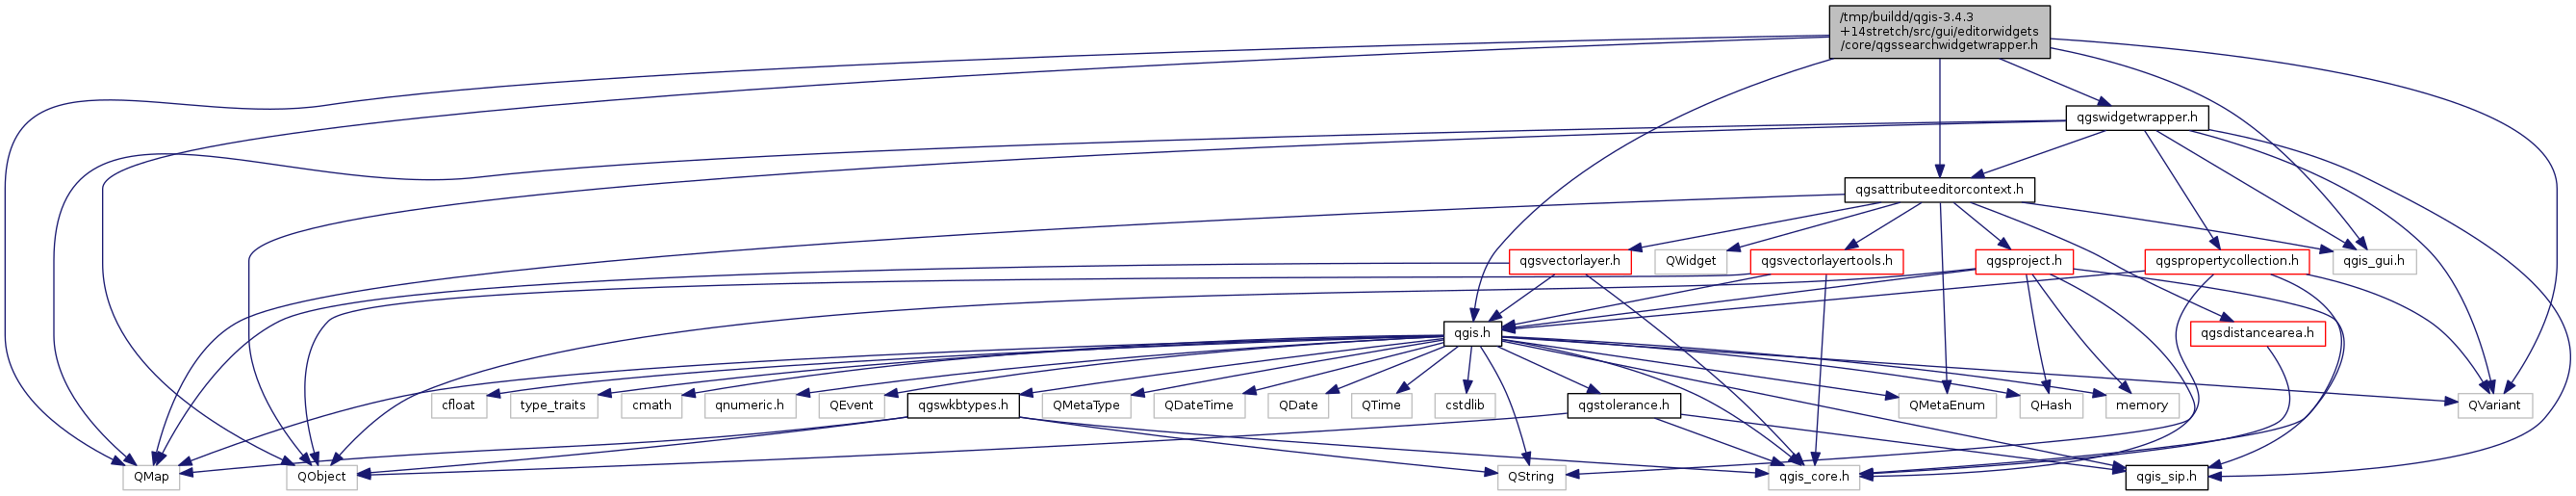 /tmp/buildd/qgis-3.4.3
+14stretch/src/gui/editorwidgets
/core/qgssearchwidgetwrapper.h
qgswidgetwrapper.h
qgsattributeeditorcontext.h
qgsvectorlayer.h
QWidget
qgsvectorlayertools.h
qgsproject.h
qgspropertycollection.h
qgis_gui.h
qgis.h
qgsdistancearea.h
cfloat
type_traits
cmath
qnumeric.h
QEvent
qgswkbtypes.h
QMetaType
QDateTime
QDate
QTime
cstdlib
qgstolerance.h
QMetaEnum
QHash
memory
QVariant
QMap
QObject
QString
qgis_core.h
qgis_sip.h